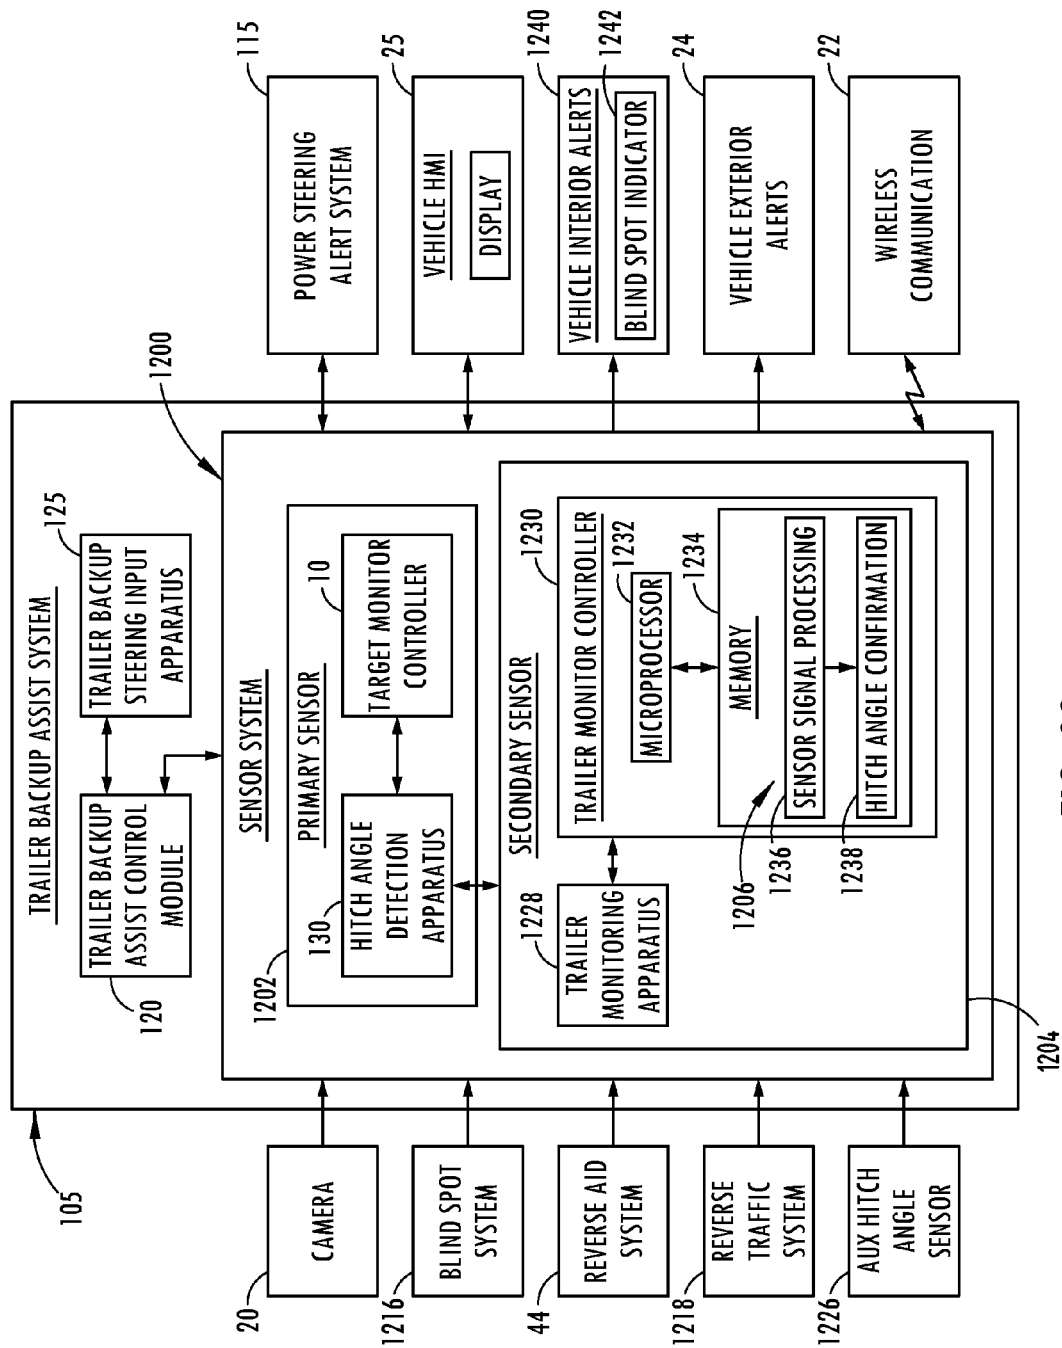 105
TRAILER BACKUP ASSIST SYSTEM
120
TRAILER BACKUP
ASSIST CONTROL
MODULE
125
TRAILER BACKUP
STEERING INPUT
APPARATUS
1200
SENSOR SYSTEM
1202
PRIMARY SENSOR
130
HITCH ANGLE
DETECTION
APPARATUS
10
TARGET MONITOR
CONTROLLER
SECONDARY SENSOR
1204
1228
TRAILER
MONITORING
APPARATUS
1230
TRAILER MONITOR CONTROLLER
1232
MICROPROCESSOR
1234
MEMORY
1206
1236
SENSOR SIGNAL PROCESSING
1238
HITCH ANGLE CONFIRMATION
20
CAMERA
1216
BLIND SPOT
SYSTEM
44
REVERSE AID
SYSTEM
1218
REVERSE
TRAFFIC
SYSTEM
1226
AUX HITCH
ANGLE
SENSOR
115
POWER STEERING
ALERT SYSTEM
25
VEHICLE HMI
DISPLAY
1240
VEHICLE INTERIOR ALERTS
1242
BLIND SPOT INDICATOR
24
VEHICLE EXTERIOR
ALERTS
22
WIRELESS
COMMUNICATION